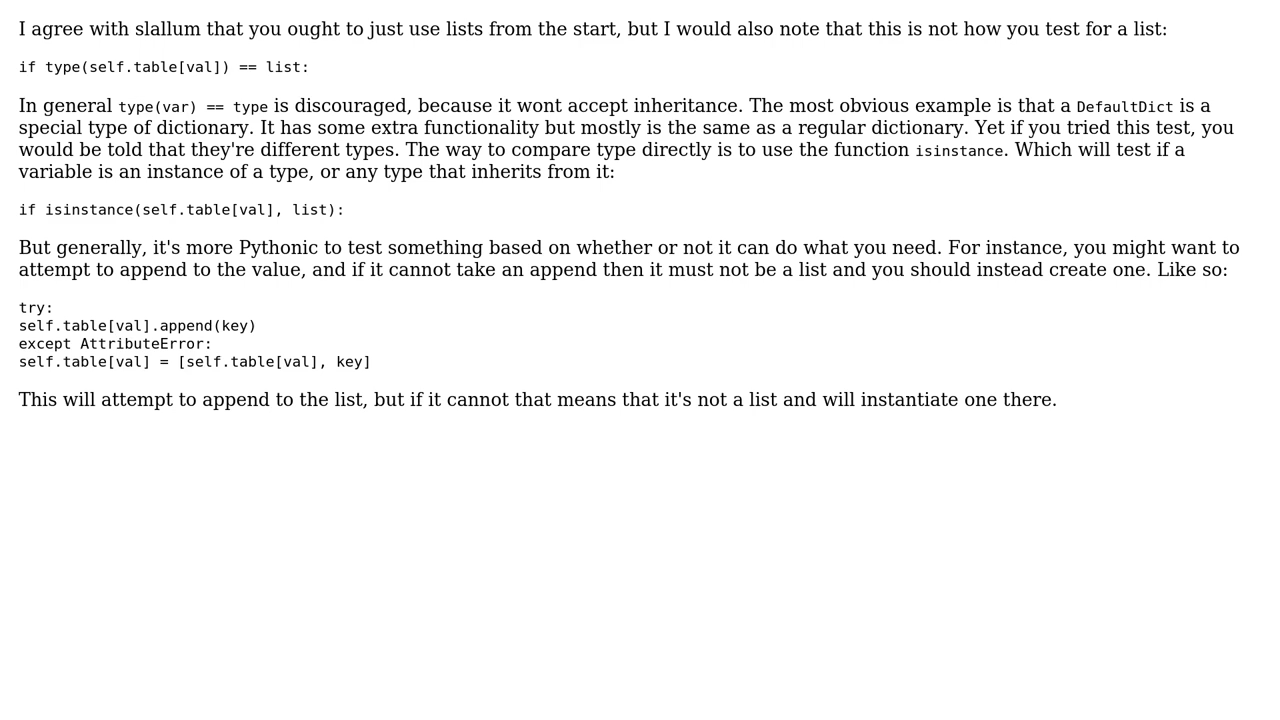 I agree with slallum that you ought to just use lists from the start, but I would also note that this is not how you test for a list:
if type(self.table[val]) == list:
In general type(var) == type is discouraged, because it wont accept inheritance. The most obvious example is that a DefaultDict is a
special type of dictionary. It has some extra functionality but mostly is the same as a regular dictionary. Yet if you tried this test, you
would be told that they're different types. The way to compare type directly is to use the function isinstance. Which will test if a
variable is an instance of a type, or any type that inherits from it:
if isinstance(self.table[val], list):
But generally, it's more Pythonic to test something based on whether or not it can do what you need. For instance, you might want to
attempt to append to the value, and if it cannot take an append then it must not be a list and you should instead create one. Like so:
try:
self.table[val].append(key)
except AttributeError:
self.table[val] = [self.table[val], key]
This will attempt to append to the list, but if it cannot that means that it's not a list and will instantiate one there.